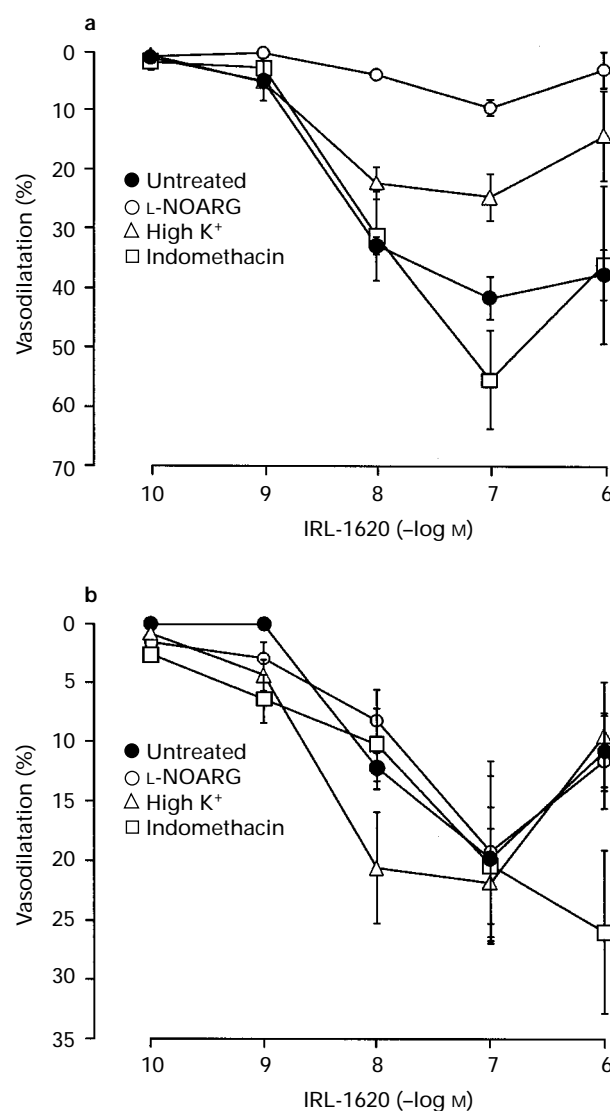 a
0
10
20
30
40
50
60
70
Vasodilatation (%)
Untreated
L-NOARG
High K⁺
Indomethacin
10 9 8 7 6
IRL-1620 (–log M)
b
0
5
10
15
20
25
30
35
Vasodilatation (%)
Untreated
L-NOARG
High K⁺
Indomethacin
10 9 8 7 6
IRL-1620 (–log M)